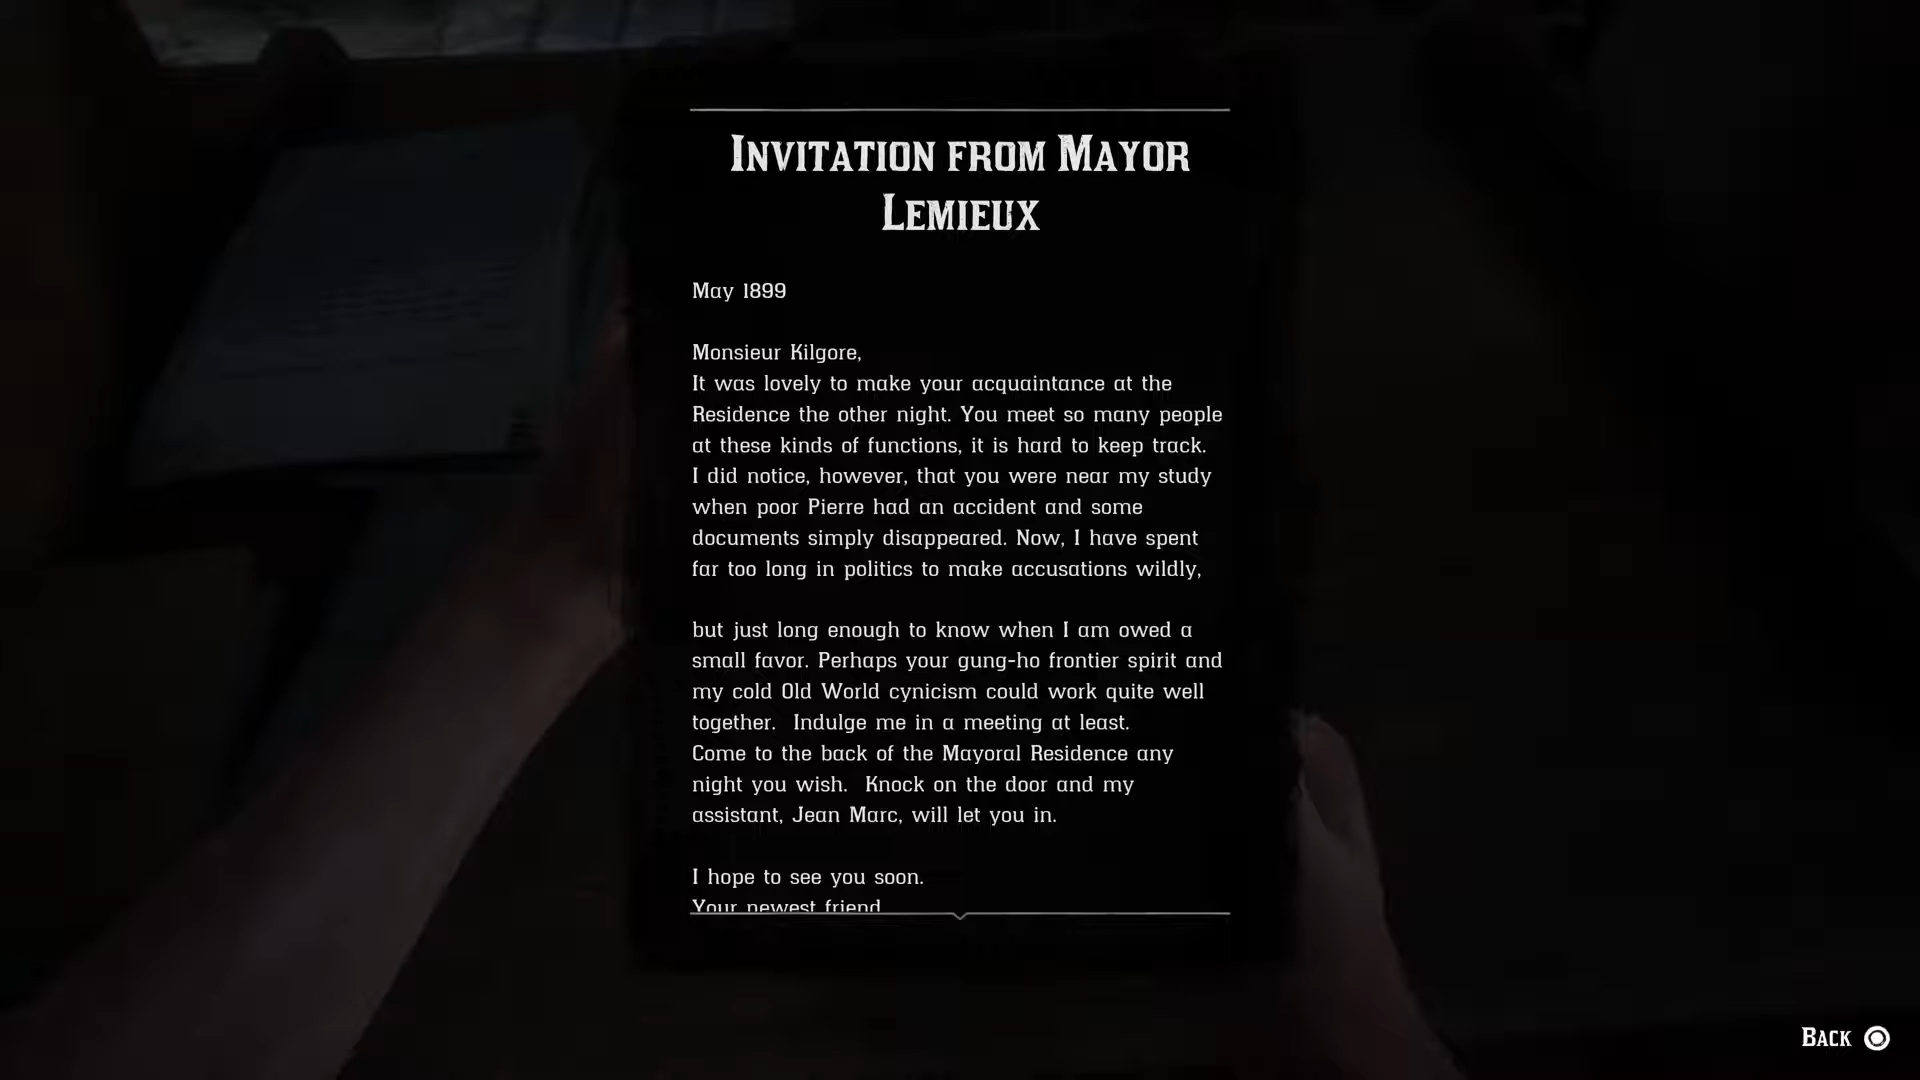 Invitation from Mayor
Lemieux
May 1899
Monsieur Kilgore,
It was lovely to make your acquaintance at the
Residence the other night. You meet so many people
at these kinds of functions, it is hard to keep track.
I did notice, however, that you were near my study
when poor Pierre had an accident and some
documents simply disappeared. Now, I have spent
far too long in politics to make accusations wildly,
but just long enough to know when I am owed a
small favor. Perhaps your gung-ho frontier spirit and
my cold Old World cynicism could work quite well
together. Indulge me in a meeting at least.
Come to the back of the Mayoral Residence any
night you wish. Knock on the door and my
assistant, Jean Marc, will let you in.
I hope to see you soon.
Your newest friend
Back